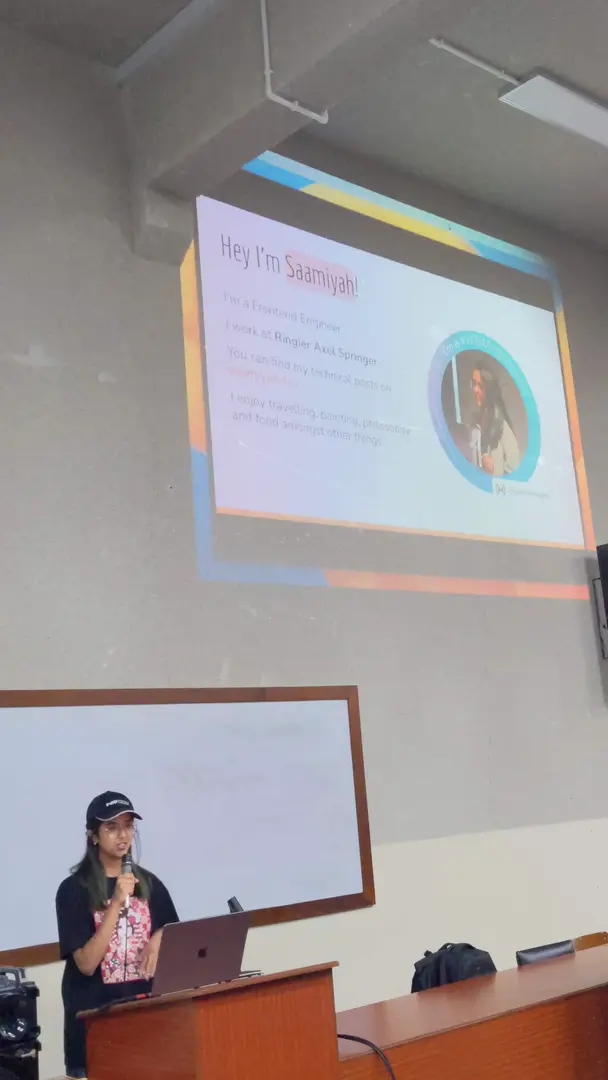 Hey I'm Saamiyah!
I'm a Frontend Engineer
I work at Ringier Axel Springer
You can find my technical posts on
I enjoy travelling, painting, philosophy
and food amongst other things